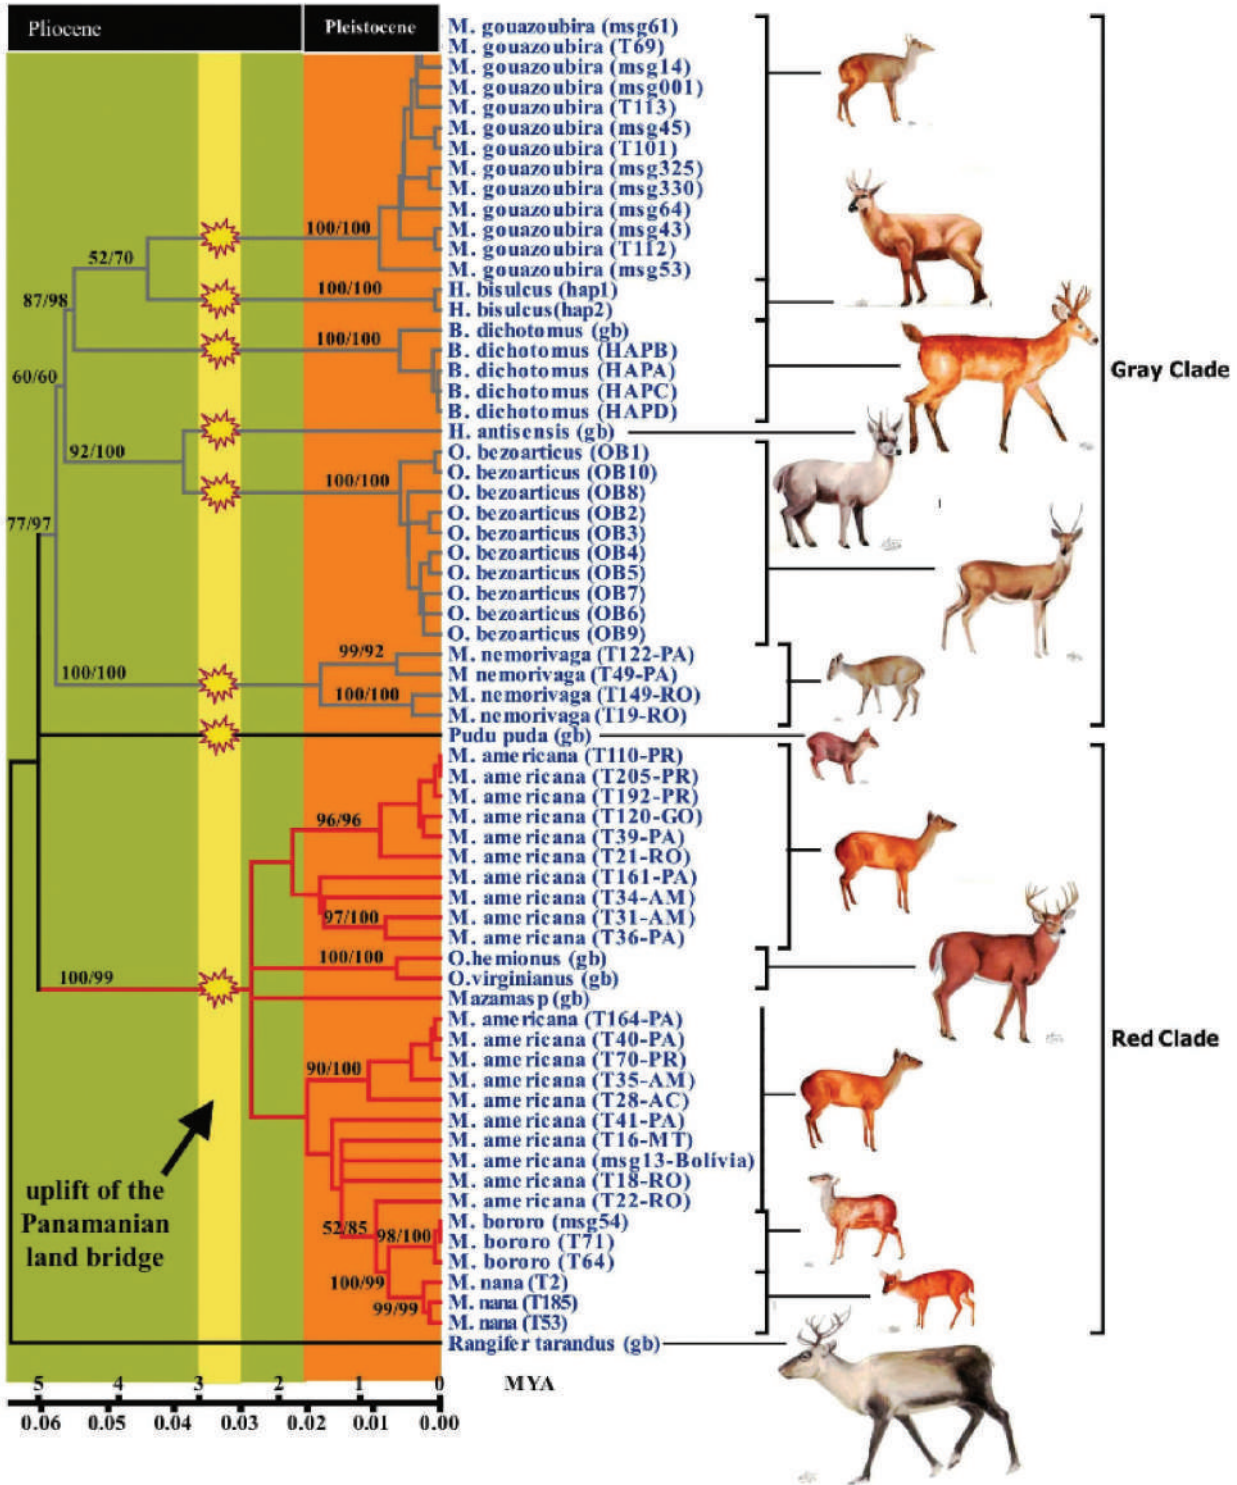 Pliocene
Pleistocene
M. gouazoubira (msg61)
M. gouazoubira (T69)
M. gouazoubira (msg14)
M. gouazoubira (msg001)
M. gouazoubira (T113)
M. gouazoubira (msg45)
M. gouazoubira (T101)
M. gouazoubira (msg325)
M. gouazoubira (msg330)
M. gouazoubira (msg64)
100/100
M. gouazoubira (msg43)
M. gouazoubira (T112)
52/70
M. gouazoubira (msg53)
100/100
H. bisulcus (hap1)
87/98
H. bisulcus(hap2)
B. dichotomus (gb)
100/100
B. dichotomus (HAPB)
B. dichotomus (HAPA)
Gray Clade
60/60
B. dichotomus (HAPC)
B. dichotomus (HAPD)
H. antisensis (gb)
92/100
O. bezoarticus (OB1)
O. bezoarticus (OB10)
100/100
O. bezoarticus (OB8)
O. bezoarticus (OB2)
77/97
O. bezoarticus (OB3)
O. bezoarticus (OB4)
O. bezoarticus (OB5)
O. bezoarticus (OB7)
O. bezoarticus (OB6)
O. bezoarticus (OB9)
99/92
M. nemorivaga (T122-PA)
100/100
M nemorivaga (T49-PA)
100/100
M. nemorivaga (T149-RO)
M. nemorivaga (T19-RO)
Pudu puda (gb)
M. americana (T110-PR)
M. americana (T205-PR)
M. americana (T192-PR)
96/96
M. americana (T120-GO)
M. americana (T39-PA)
M. americana (T21-RO)
M. americana (T161-PA)
M. americana (T34-AM)
97/100
M. americana (T31-AM)
M. americana (T36-PA)
100/100
O.hemionus (gb)
100/99
O.virginianus (gb)
Mazamasp (gb)
M. americana (T164-PA)
M. americana (T40-PA)
Red Clade
M. americana (T70-PR)
90/100
M. americana (T35-AM)
M. americana (T28-AC)
M. americana (T41-PA)
M. americana (T16-MT)
M. americana (msg13-Bolívia)
M. americana (T18-RO)
M. americana (T22-RO)
uplift of the
Panamanian
land bridge
52/85
98/100
M. bororo (msg54)
M. bororo (T71)
M. bororo (T64)
100/99
M. nana (T2)
99/99
M. nana (T185)
M. nana (T53)
Rangifer tarandus (gb)
5 4 3 2 1 0 MYA
0.06 0.05 0.04 0.03 0.02 0.01 0.00